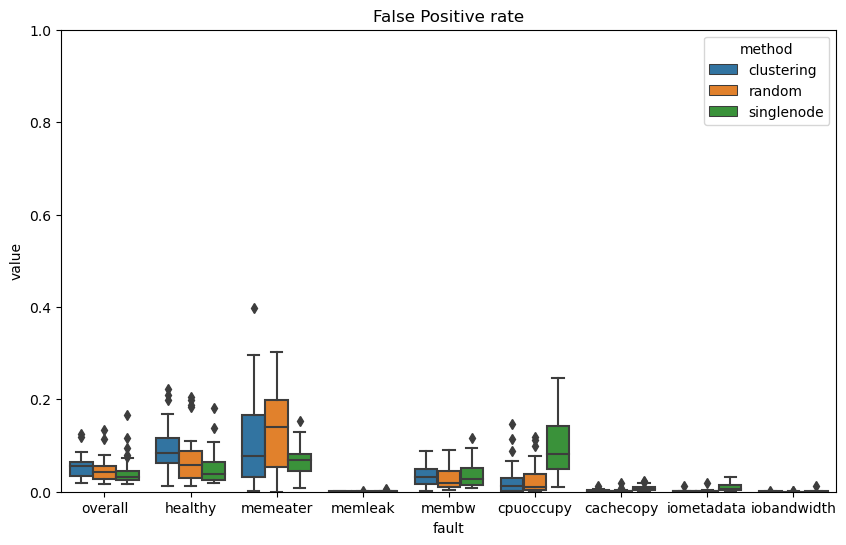 False Positive rate
1.0
0.8
0.6
0.4
0.2
0.0
value
method
clustering
random
singlenode
overall healthy memeater memleak membw cpuoccupy cachecopy iometadata iobandwidth
fault